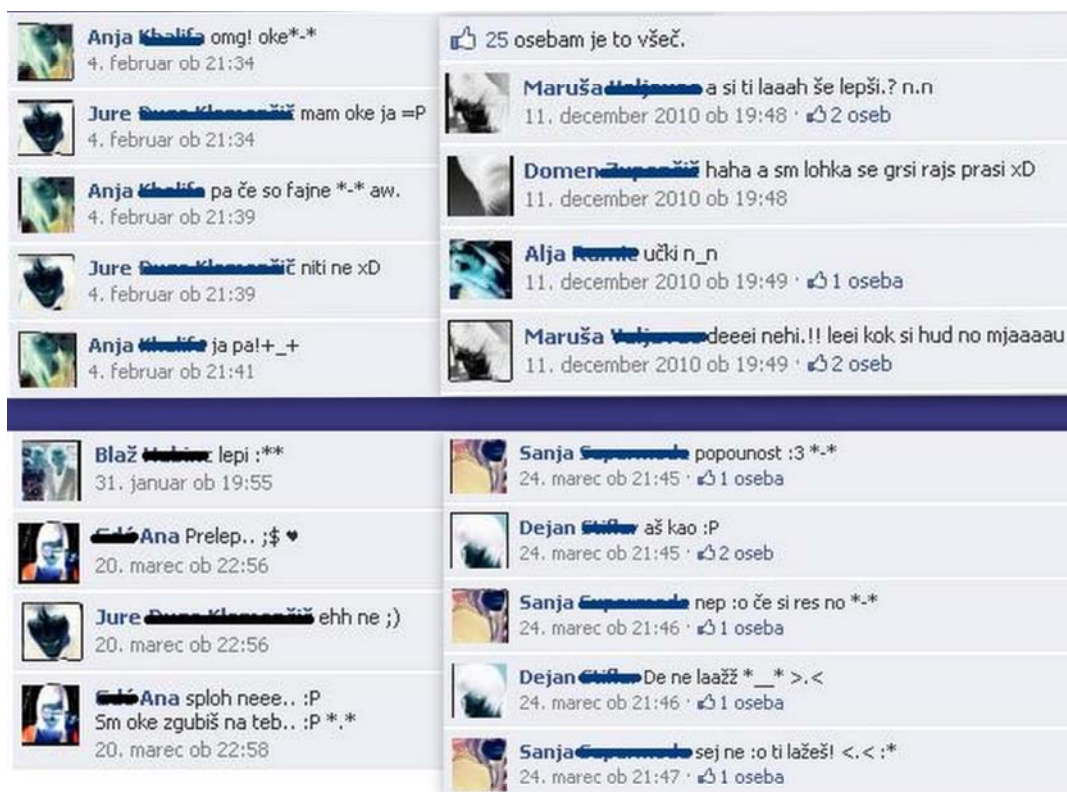 Anja omg! oke*-*
4. februar ob 21:34
Jure mam oke ja =P
4. februar ob 21:34
Anja pa če so fajne *-* aw.
4. februar ob 21:39
Jure niti ne xD
4. februar ob 21:39
Anja ja pa!+_+
4. februar ob 21:41
25 osebam je to všeč.
Maruša a si ti laaah še lepši.? n.n
11. december 2010 ob 19:48 · 2 oseb
Domen haha a sm lohka se grsi rajs prasi xD
11. december 2010 ob 19:48
Alja učki n_n
11. december 2010 ob 19:49 · 1 oseba
Maruša deeei nehi.!! leei kok si hud no mjaaaau
11. december 2010 ob 19:49 · 2 oseb
Blaž lepi :**
31. januar ob 19:55
Ana Prelep.. ;$ ♥
20. marec ob 22:56
Jure ehh ne ;)
20. marec ob 22:56
Ana sploh neee.. :P
Sm oke zgubiš na teb.. :P *.*
20. marec ob 22:58
Sanja popounost :3 *-*
24. marec ob 21:45 · 1 oseba
Dejan aš kao :P
24. marec ob 21:45 · 2 oseb
Sanja nep :o če si res no *-*
24. marec ob 21:46 · 1 oseba
Dejan De ne laažž *__* >.<
24. marec ob 21:46 · 1 oseba
Sanja sej ne :o ti lažeš! <.< :*
24. marec ob 21:47 · 1 oseba